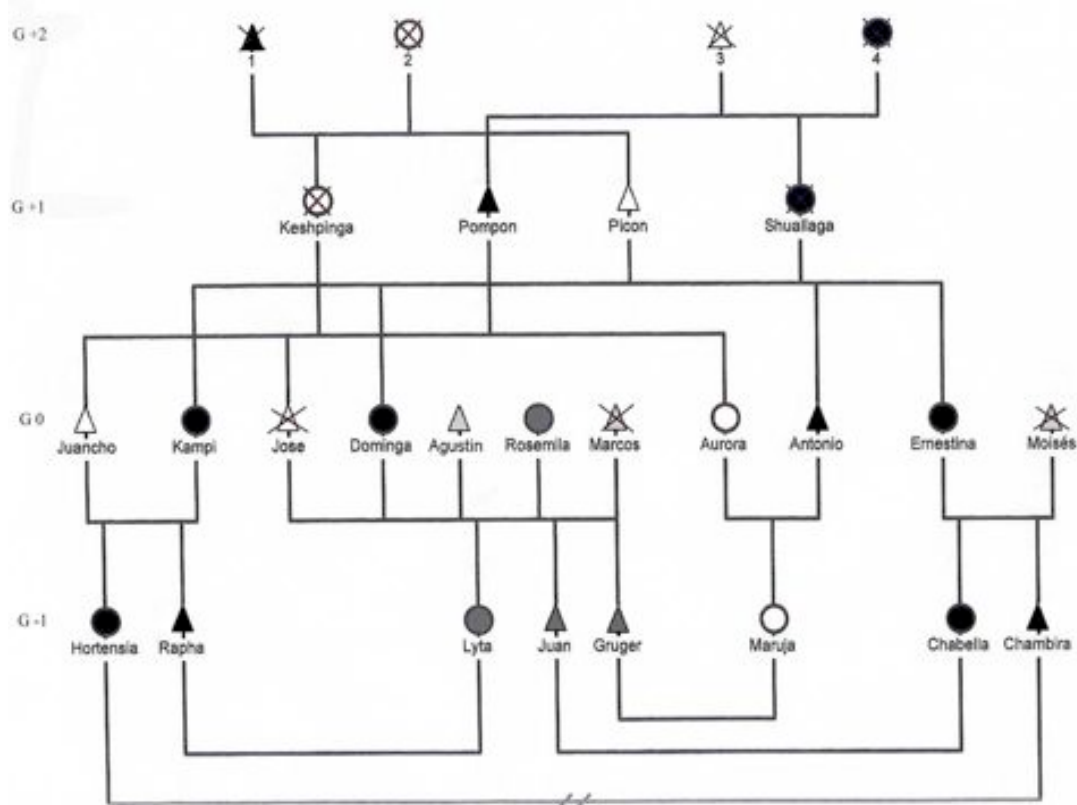 G +2
1 2 3 4
G +1
Keshpinga Pompon Picon Shuallaga
G 0
Juancho Kampi Jose Dominga Agustin Rosemila Marcos Aurora Antonio Ernestina Moisés
G -1
Hortensia Rapha Lyta Juan Gruger Maruja Chabella Chambira